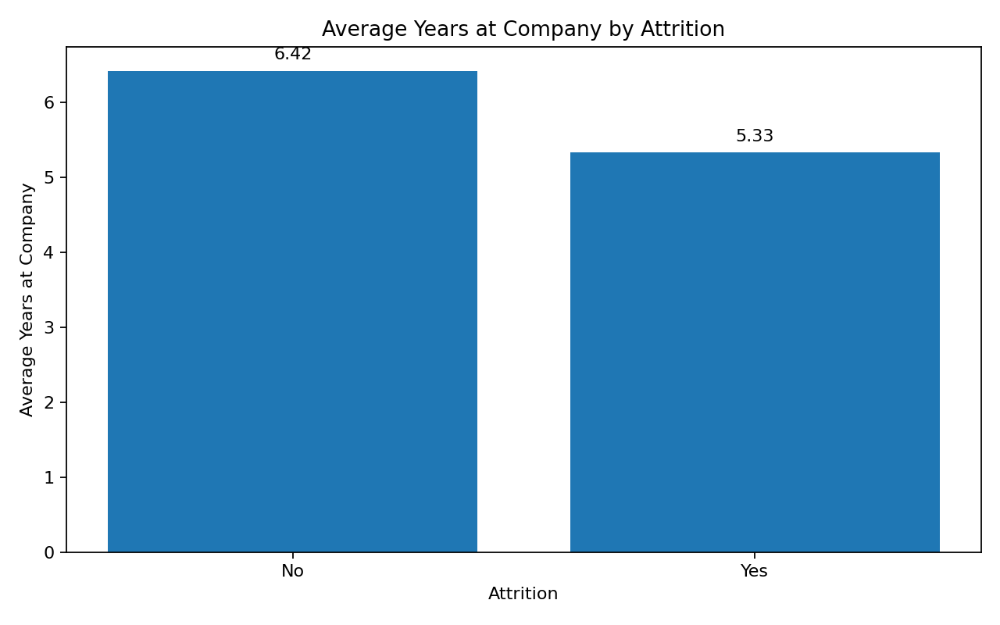 Average Years at Company by Attrition
6.42
5.33
Average Years at Company
6
5
4
3
2
1
0
No
Yes
Attrition